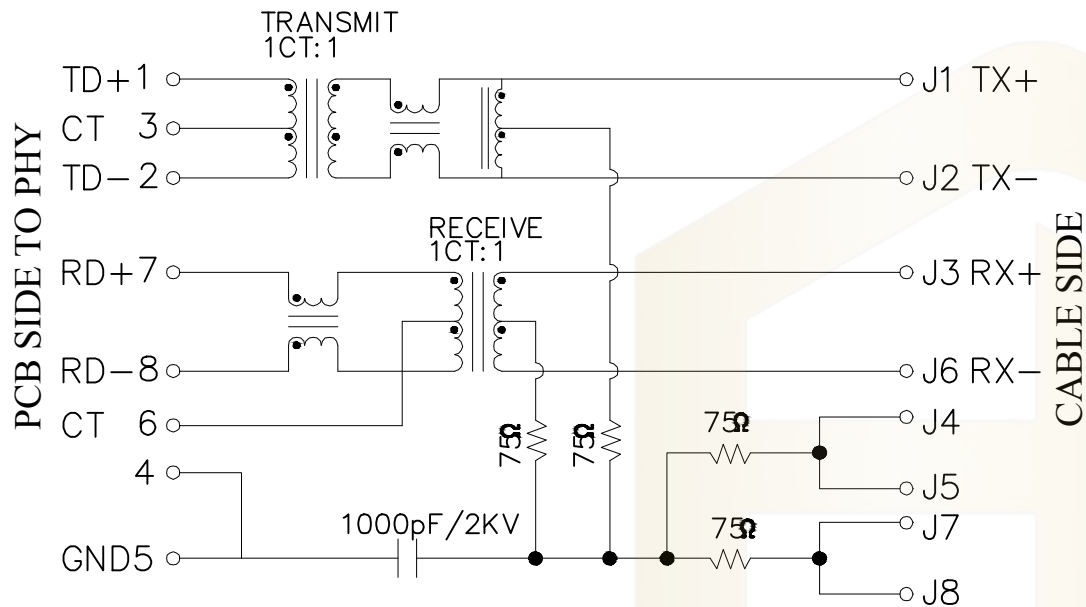 TRANSMIT
1CT:1
TD+1
J1 TX+
CT 3
TD-2
J2 TX-
PCB SIDE TO PHY
RECEIVE
1CT:1
RD+7
J3 RX+
CABLE SIDE
RD-8
J6 RX-
CT 6
75Ω
75Ω
75Ω
J4
4
J5
1000pF/2KV
75Ω
J7
GND5
J8